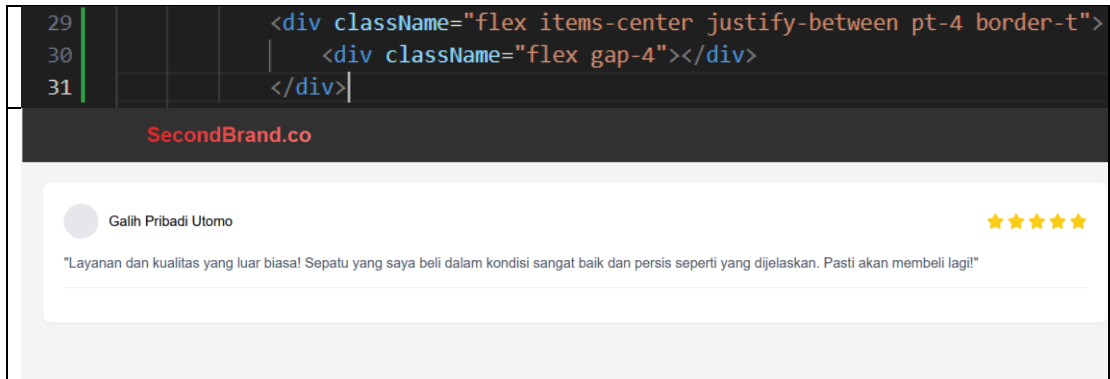 29 <div className="flex items-center justify-between pt-4 border-t">
30 <div className="flex gap-4"></div>
31 </div>
SecondBrand.co
Galih Pribadi Utomo
"Layanan dan kualitas yang luar biasa! Sepatu yang saya beli dalam kondisi sangat baik dan persis seperti yang dijelaskan. Pasti akan membeli lagi!"